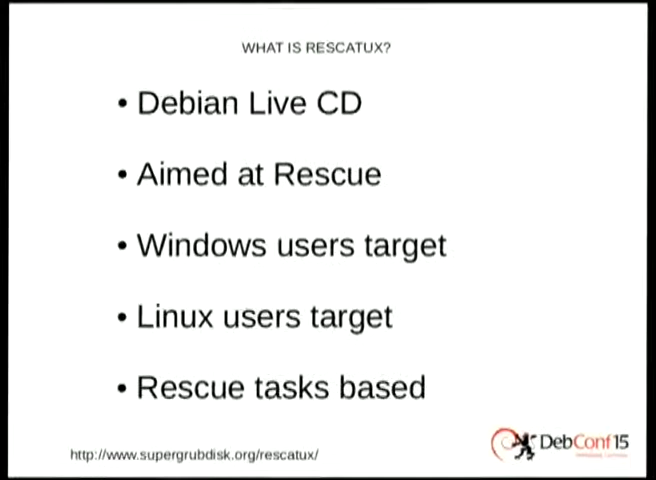 WHAT IS RESCATUX?
• Debian Live CD
• Aimed at Rescue
• Windows users target
• Linux users target
• Rescue tasks based
http://www.supergrubdisk.org/rescatux/
DebConf15